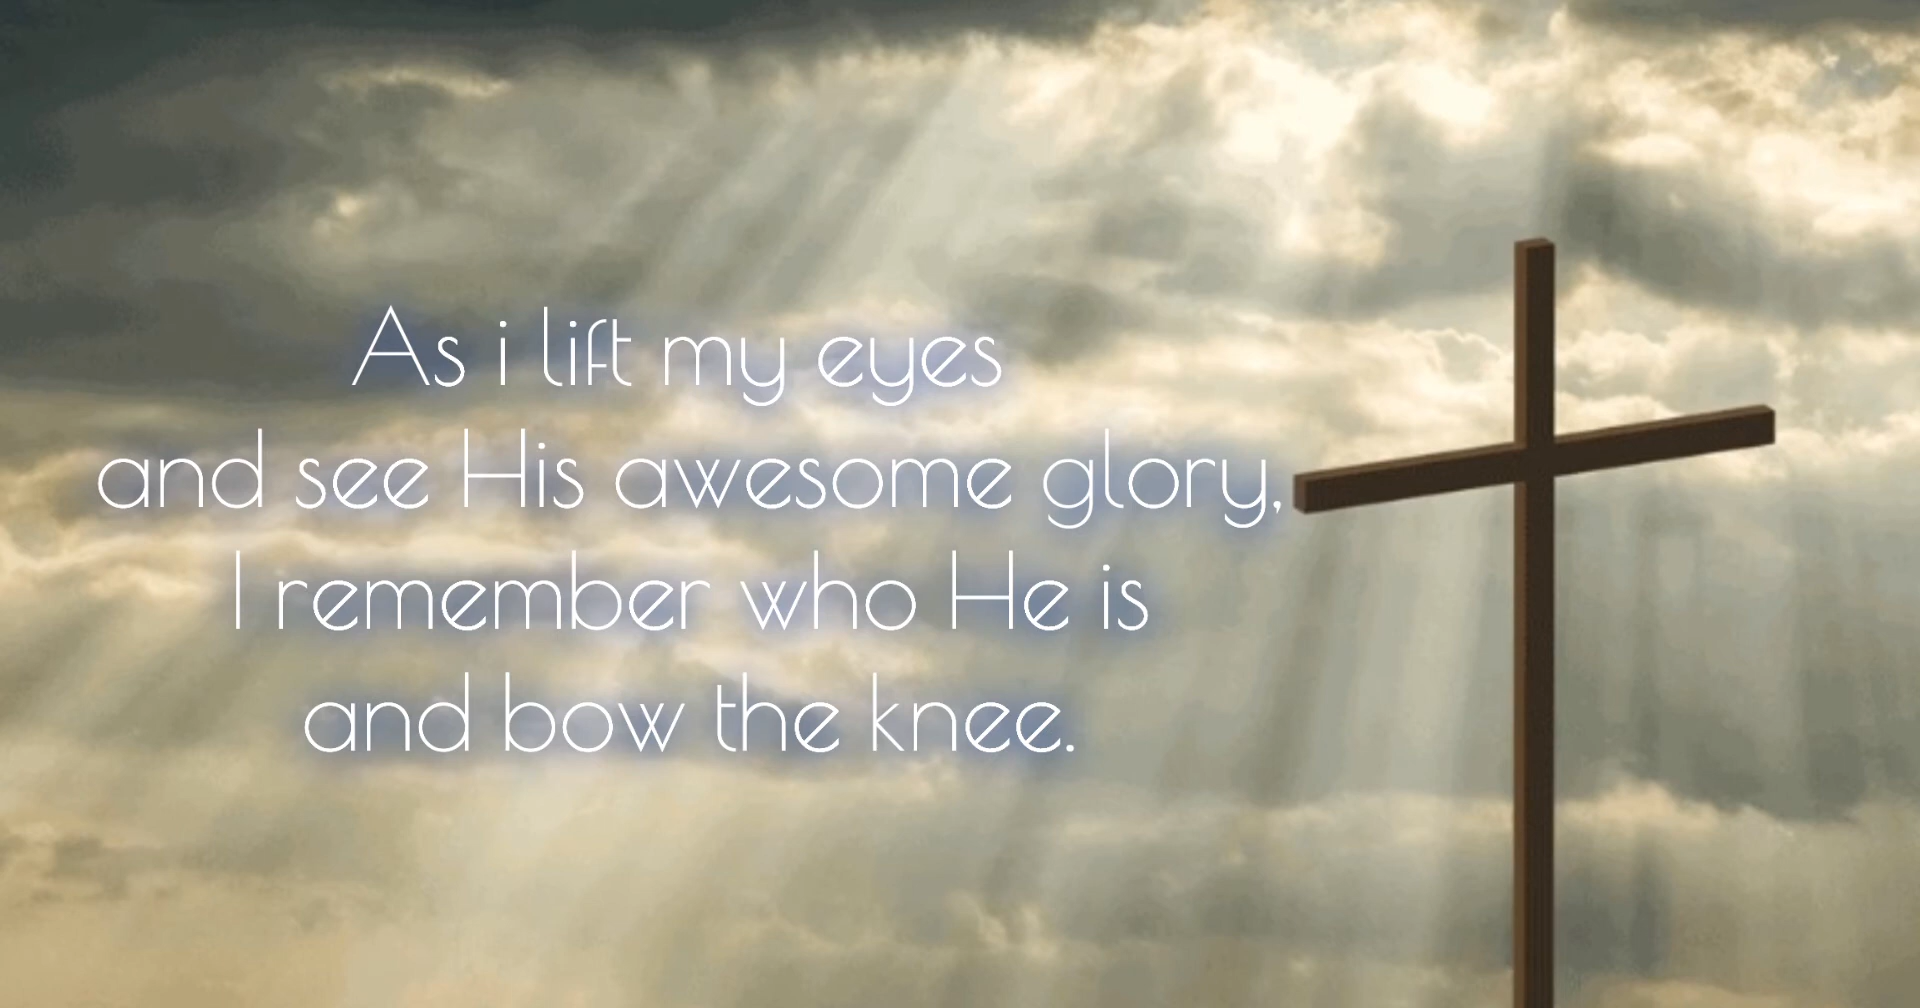 As i lift my eyes
and see His awesome glory,
I remember who He is
and bow the knee.